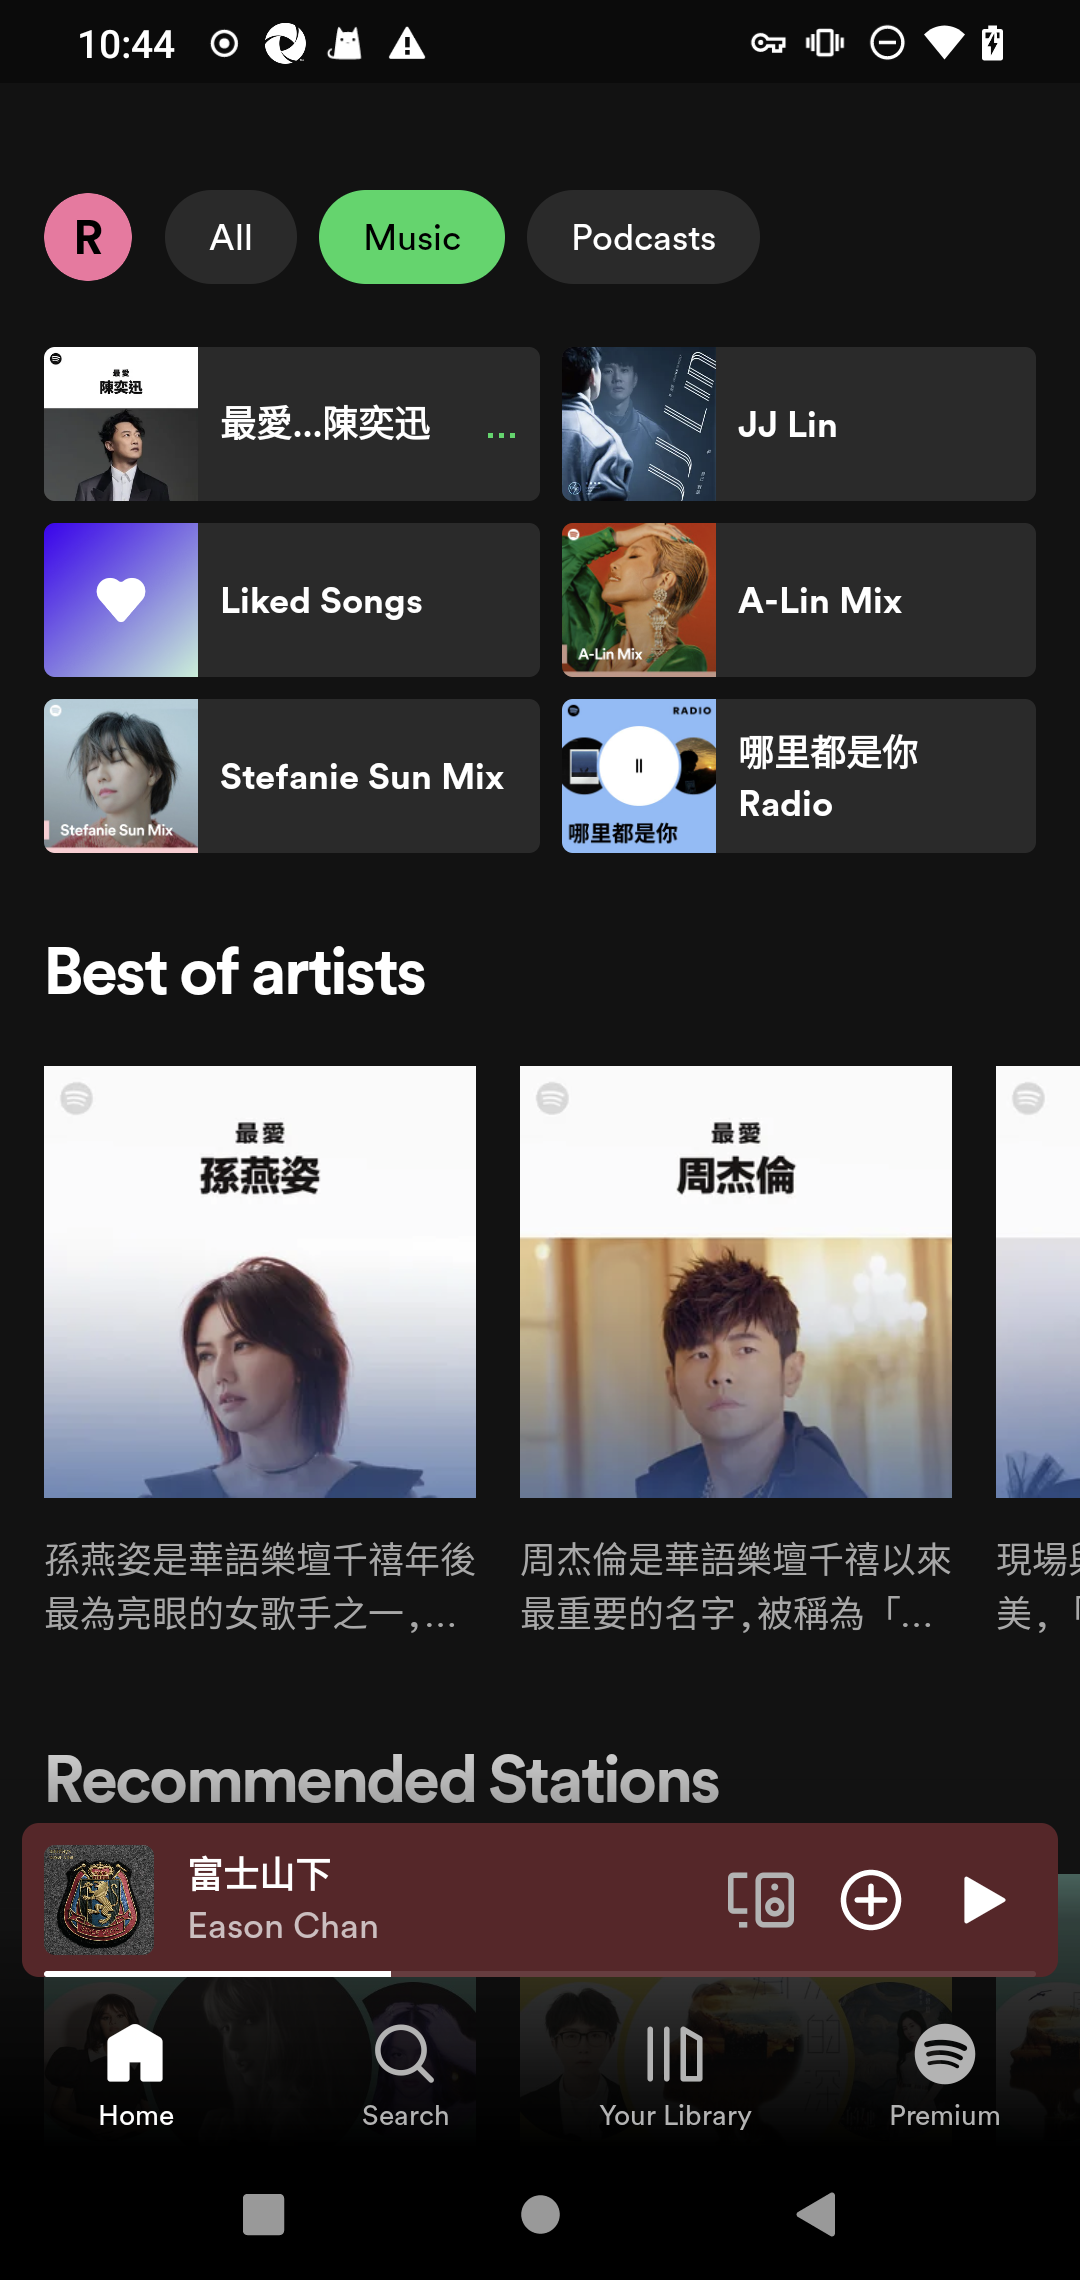 10:44
R
All
Music
Podcasts
最愛
陳奕迅
最愛...陳奕迅
JJ LIN
JJ Lin
Liked Songs
A-Lin Mix
A-Lin Mix
Stefanie Sun Mix
Stefanie Sun Mix
RADIO
哪里都是你
哪里都是你
Radio
Best of artists
最愛
孫燕姿
最愛
周杰倫
孫燕姿是華語樂壇千禧年後
最為亮眼的女歌手之一,...
周杰倫是華語樂壇千禧以來
最重要的名字,被稱為「...
現場與
美,「
Recommended Stations
富士山下
Eason Chan
Home
Search
Your Library
Premium